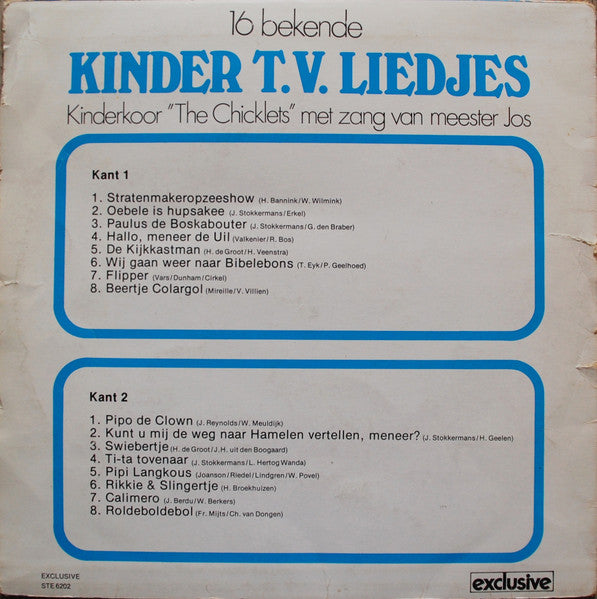 16 bekende
KINDER T.V. LIEDJES
Kinderkoor "The Chicklets" met zang van meester Jos
Kant 1
1. Stratenmakeropzeeshow (H. Bannink/W. Wilmink)
2. Oebele is hupsakee (J. Stokkermans/Erkel)
3. Paulus de Boskabouter (J. Stokkermans/G. den Braber)
4. Hallo, meneer de Uil (Valkenier/R. Bos)
5. De Kijkkastman (H. de Groot/H. Veenstra)
6. Wij gaan weer naar Bibelebons (T. Eyk/P. Geelhoed)
7. Flipper (Vars/Dunham/Cirkel)
8. Beertje Colargol (Mireille/V. Villien)
Kant 2
1. Pipo de Clown (J. Reynolds/W. Meuldijk)
2. Kunt u mij de weg naar Hamelen vertellen, meneer? (J. Stokkermans/H. Geelen)
3. Swiebertje (H. de Groot/J.H. uit den Boogaard)
4. Ti-ta tovenaar (J. Stokkermans/L. Hertog Wanda)
5. Pipi Langkous (Joanson/Riedel/Lindgren/W. Povel)
6. Rikkie & Slingertje (H. Broekhuizen)
7. Calimero (J. Berdu/W. Berkers)
8. Roldeboldebol (Fr. Mijts/Ch. van Dongen)
EXCLUSIVE
STE 6202
exclusive